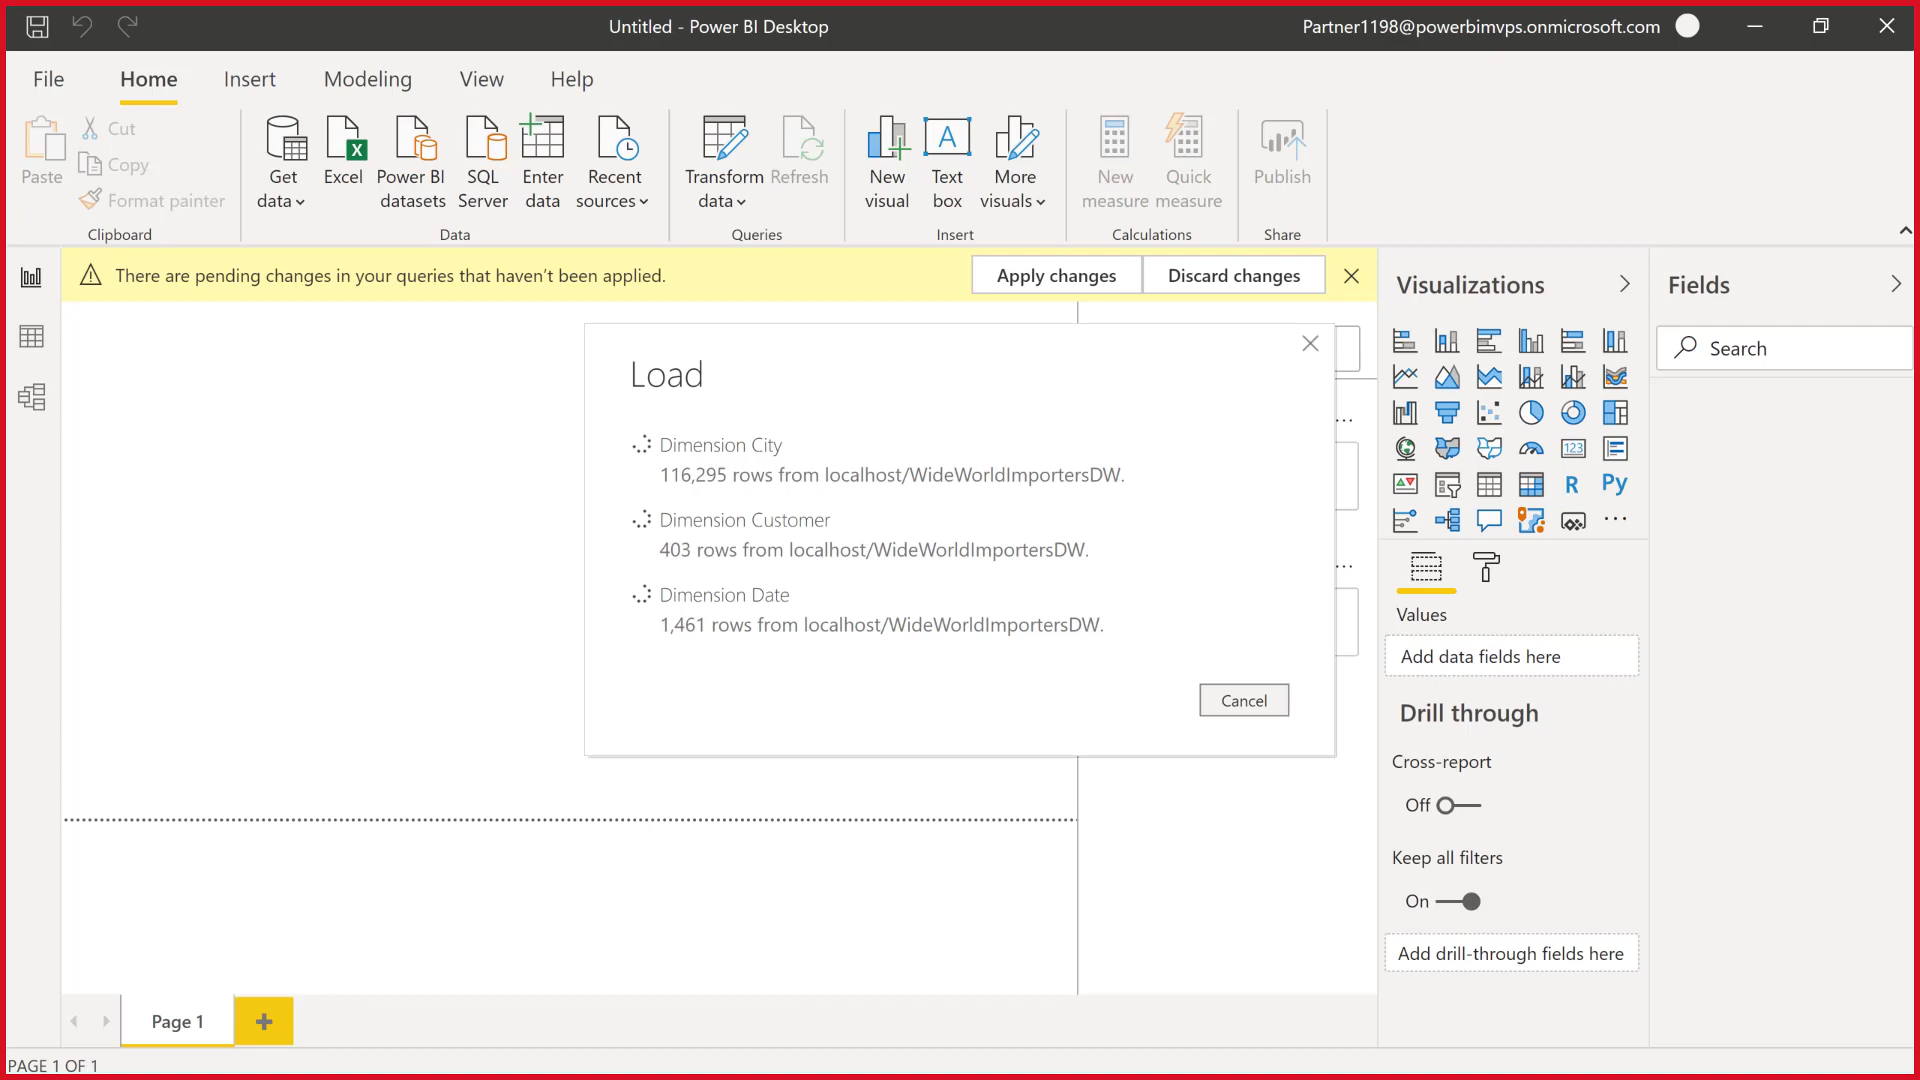 Untitled - Power BI Desktop
Partner1198@powerbimvps.onmicrosoft.com
File
Home
Insert
Modeling
View
Help
Paste
Cut
Copy
Format painter
Clipboard
Get data
Excel
Power BI datasets
SQL Server
Enter data
Recent sources
Data
Transform data
Refresh
Queries
New visual
Text box
More visuals
Insert
New measure
Quick measure
Calculations
Publish
Share
There are pending changes in your queries that haven't been applied.
Apply changes
Discard changes
Load
Dimension City
116,295 rows from localhost/WideWorldImportersDW.
Dimension Customer
403 rows from localhost/WideWorldImportersDW.
Dimension Date
1,461 rows from localhost/WideWorldImportersDW.
Cancel
Visualizations
123
R
Py
Values
Add data fields here
Drill through
Cross-report
Off
Keep all filters
On
Add drill-through fields here
Fields
Search
Page 1
PAGE 1 OF 1